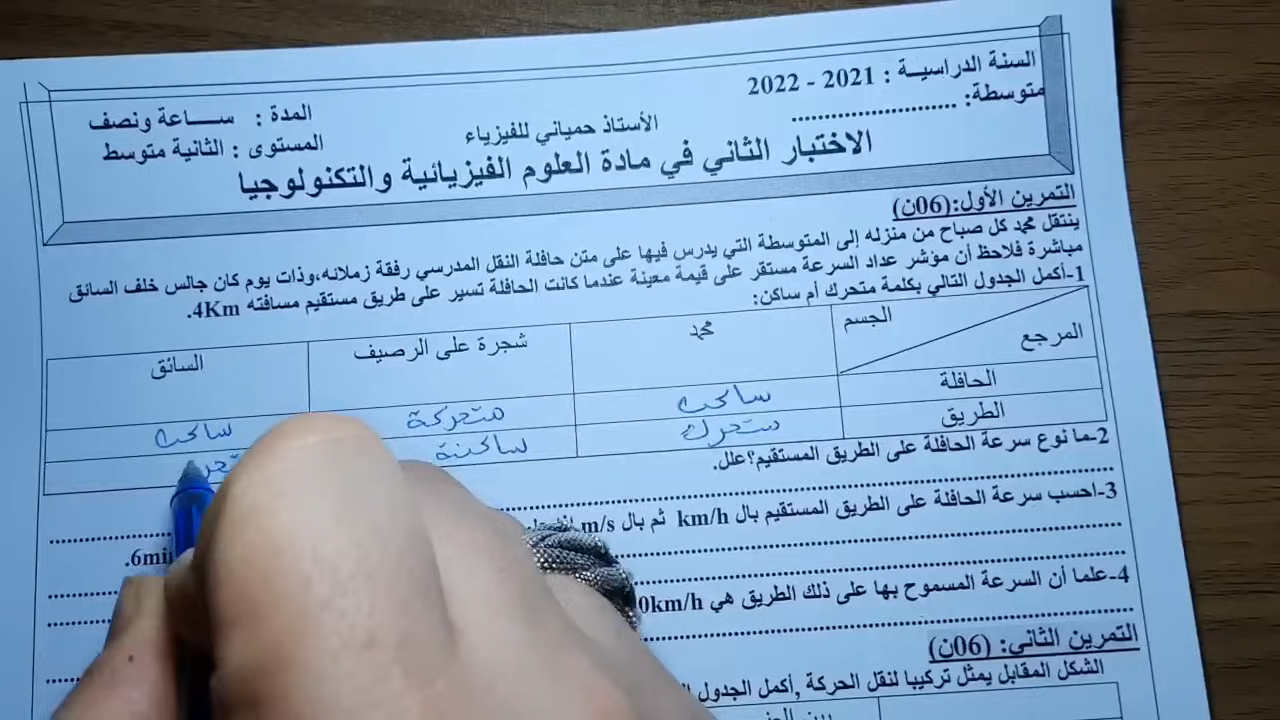 السنة الدراسية : 2021 - 2022
متوسطة: ........................
الأستاذ حمياني للفيزياء
المدة : ساعة ونصف
المستوى : الثانية متوسط
الاختبار الثاني في مادة العلوم الفيزيائية والتكنولوجيا
التمرين الأول:(06ن)
ينتقل محمد كل صباح من منزله إلى المتوسطة التي يدرس فيها على متن حافلة النقل المدرسي رفقة زملائه،وذات يوم كان جالس خلف السائق
مباشرة فلاحظ أن مؤشر عداد السرعة مستقر على قيمة معينة عندما كانت الحافلة تسير على طريق مستقيم مسافته 4Km.
1-أكمل الجدول التالي بكلمة متحرك أم ساكن:
الجسم
المرجع
محمد
شجرة على الرصيف
السائق
الحافلة
ساكن
متحركة
ساكن
الطريق
متحرك
ساكنة
2-ما نوع سرعة الحافلة على الطريق المستقيم؟علل.
3-احسب سرعة الحافلة على الطريق المستقيم بال km/h ثم بال m/s
6min.
4-علما أن السرعة المسموح بها على ذلك الطريق هي 0km/h
التمرين الثاني: (06ن)
الشكل المقابل يمثل تركيبا لنقل الحركة ,أكمل الجدول